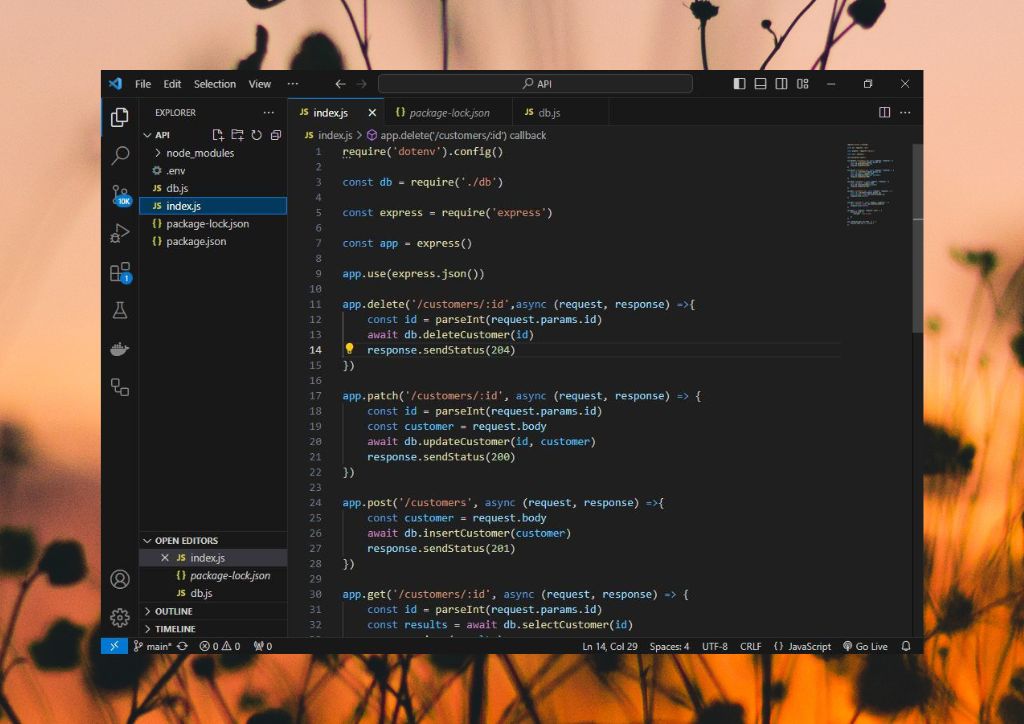 File Edit Selection View ··· API
EXPLORER ···
API
node_modules
.env
JS db.js
JS index.js
{} package-lock.json
{} package.json
10K
1
OPEN EDITORS
JS index.js
{} package-lock.json
JS db.js
OUTLINE
TIMELINE
JS index.js {} package-lock.json JS db.js
JS index.js > app.delete('/customers/:id') callback
1 require('dotenv').config()
2
3 const db = require('./db')
4
5 const express = require('express')
6
7 const app = express()
8
9 app.use(express.json())
10
11 app.delete('/customers/:id',async (request, response) =>{
12 const id = parseInt(request.params.id)
13 await db.deleteCustomer(id)
14 response.sendStatus(204)
15 })
16
17 app.patch('/customers/:id', async (request, response) => {
18 const id = parseInt(request.params.id)
19 const customer = request.body
20 await db.updateCustomer(id, customer)
21 response.sendStatus(200)
22 })
23
24 app.post('/customers', async (request, response) =>{
25 const customer = request.body
26 await db.insertCustomer(customer)
27 response.sendStatus(201)
28 })
29
30 app.get('/customers/:id', async (request, response) => {
31 const id = parseInt(request.params.id)
32 const results = await db.selectCustomer(id)
main* 0 0 0 Ln 14, Col 29 Spaces: 4 UTF-8 CRLF {} JavaScript Go Live